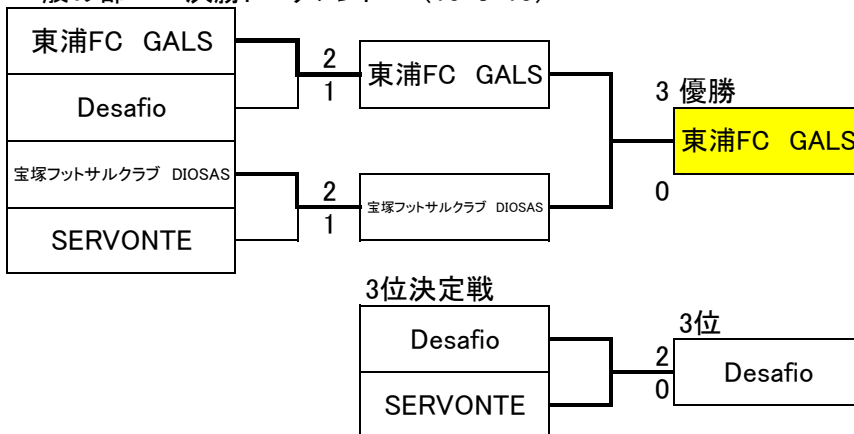 東浦FC GALS
2
1
東浦FC GALS
Desafio
3 優勝
東浦FC GALS
0
宝塚フットサルクラブ DIOSAS
2
1
宝塚フットサルクラブ DIOSAS
SERVONTE
3位決定戦
Desafio
SERVONTE
3位
2
0
Desafio